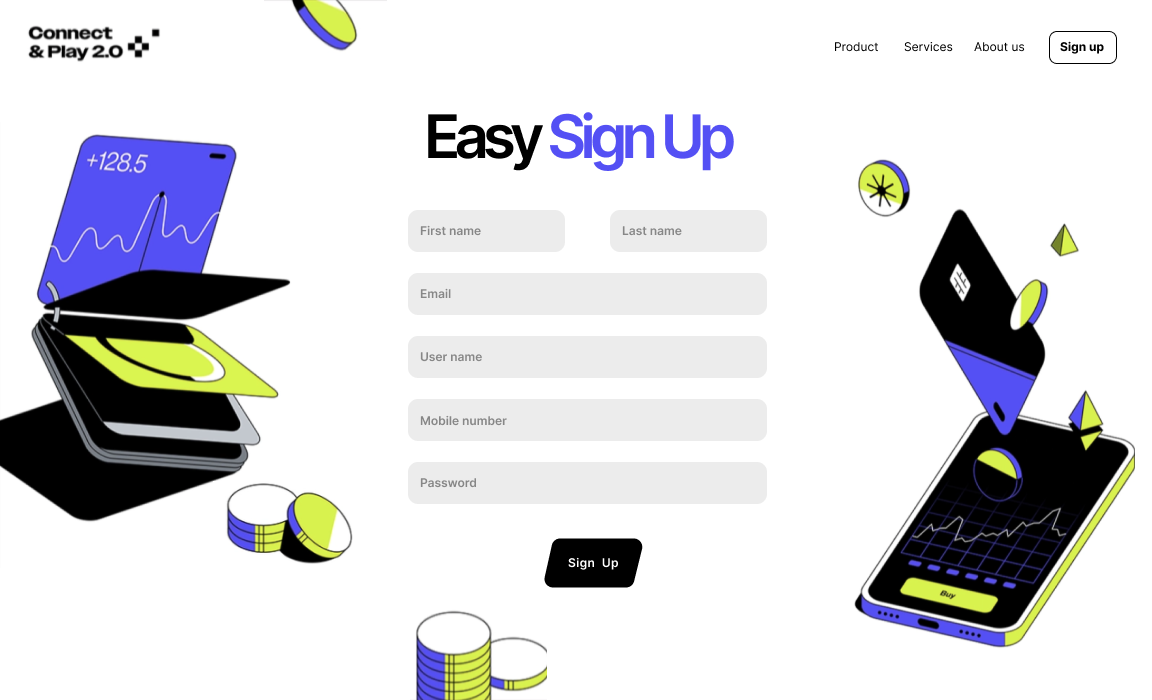 Connect
& Play 2.0
Product Services About us Sign up
Easy Sign Up
+128.5
First name Last name
Email
User name
Mobile number
Password
Sign Up
Buy